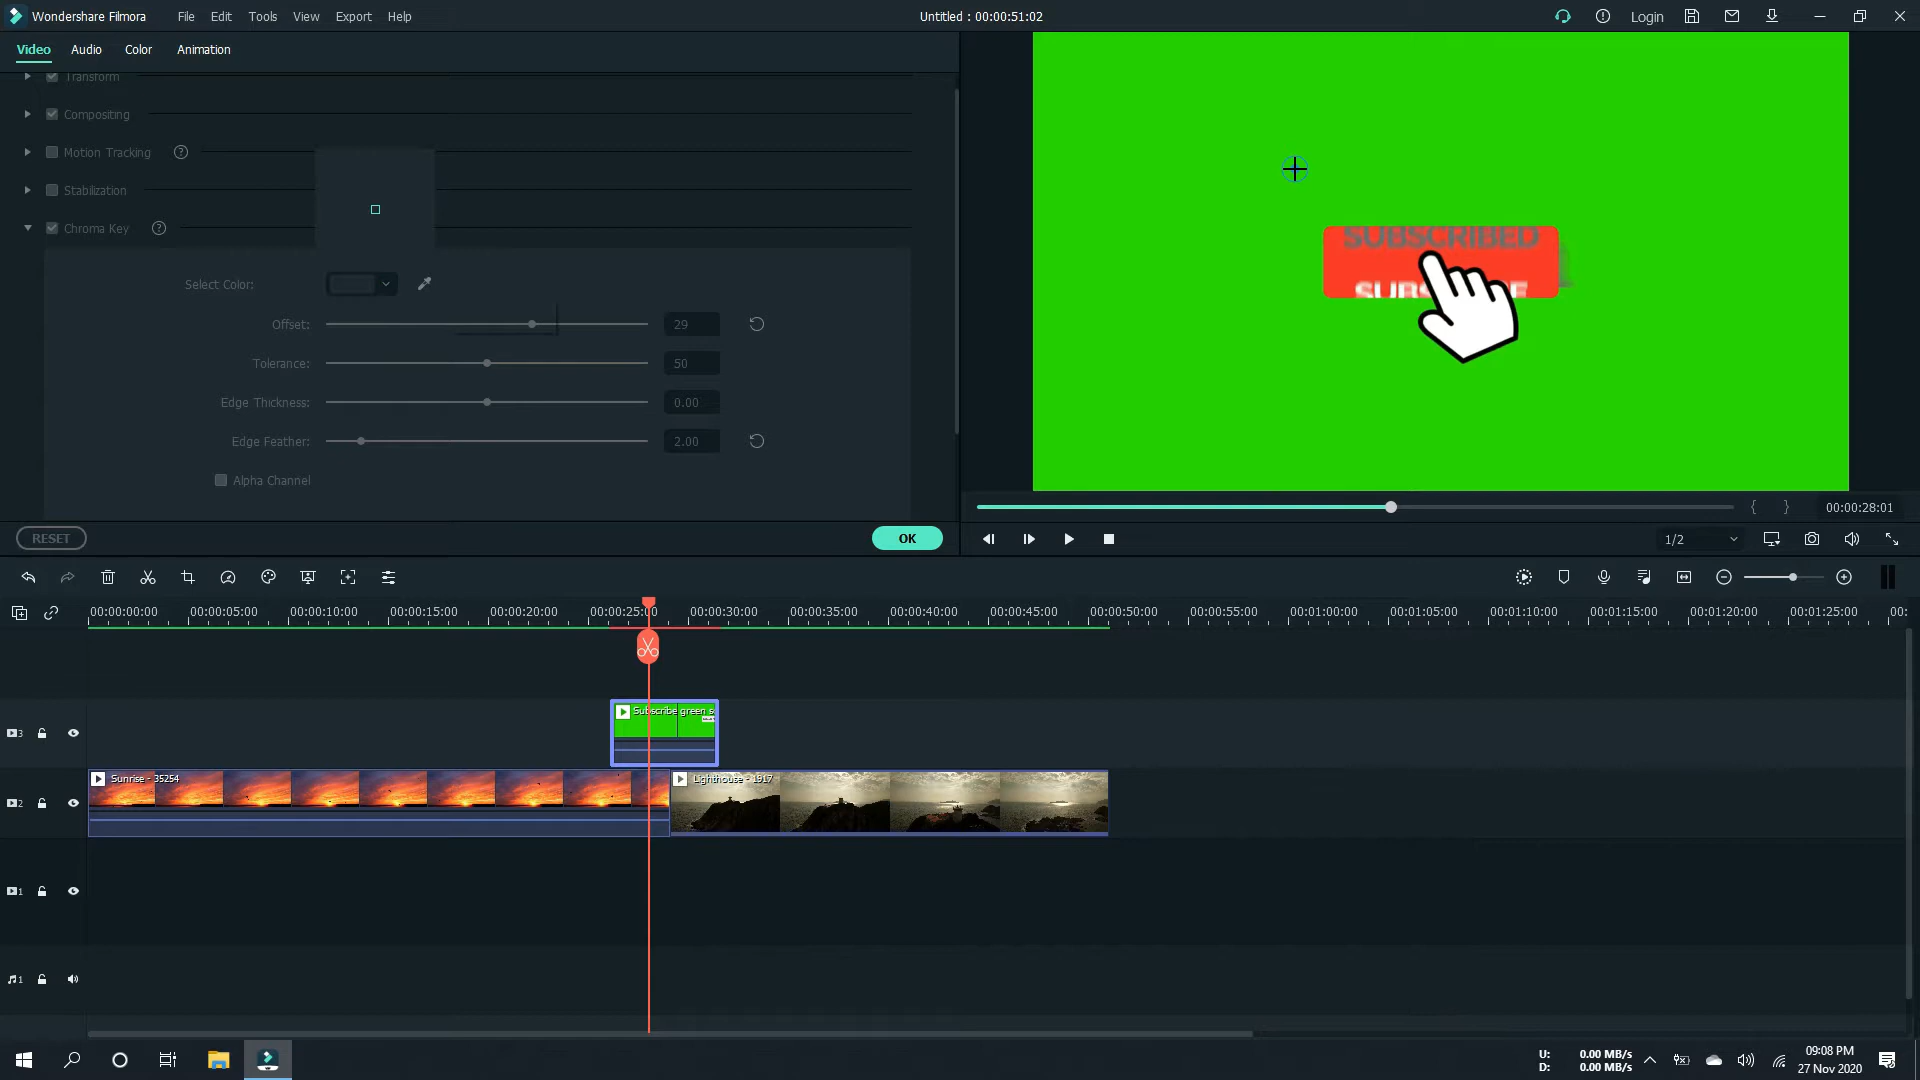 Wondershare Filmora
File Edit Tools View Export Help
Untitled : 00:00:51:02
Login
Video Audio Color Animation
Transform
Compositing
Motion Tracking ?
Stabilization
Chroma Key ?
Select Color:
Offset: 29
Tolerance: 50
Edge Thickness: 0.00
Edge Feather: 2.00
Alpha Channel
RESET
OK
SUBSCRIBED
{ } 00:00:28:01
1/2
00:00:00:00 00:00:05:00 00:00:10:00 00:00:15:00 00:00:20:00 00:00:25:00 00:00:30:00 00:00:35:00 00:00:40:00 00:00:45:00 00:00:50:00 00:00:55:00 00:01:00:00 00:01:05:00 00:01:10:00 00:01:15:00 00:01:20:00 00:01:25:00 00:
3
Subscribe green s
2
Sunrise - 35254
Lighthouse - 1917
1
1
U: 0.00 MB/s
D: 0.00 MB/s
09:08 PM
27 Nov 2020